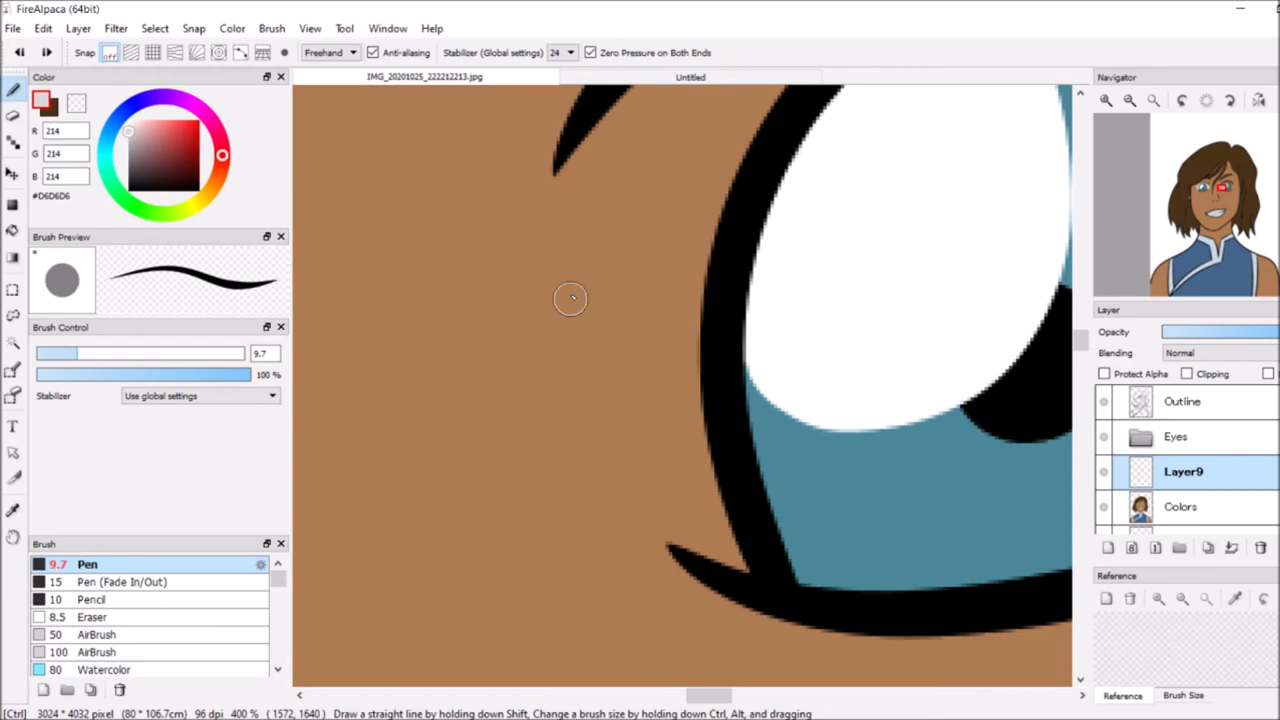 FireAlpaca (64bit)
File Edit Layer Filter Select Snap Color Brush View Tool Window Help
Snap off Freehand Anti-aliasing Stabilizer (Global settings) 24 Zero Pressure on Both Ends
Color
IMG_20201025_222212213.jpg
Untitled
Navigator
R 214
G 214
B 214
#D6D6D6
Brush Preview
Brush Control
9.7
100 %
Stabilizer Use global settings
Layer
Opacity
Blending Normal
Protect Alpha Clipping
Outline
Eyes
Layer9
Colors
Brush
9.7 Pen
15 Pen (Fade In/Out)
10 Pencil
8.5 Eraser
50 AirBrush
100 AirBrush
80 Watercolor
Reference
Reference Brush Size
[Ctrl] 3024 * 4032 pixel (80 * 106.7cm) 96 dpi 400 % ( 1572, 1640 ) Draw a straight line by holding down Shift, Change a brush size by holding down Ctrl, Alt, and dragging